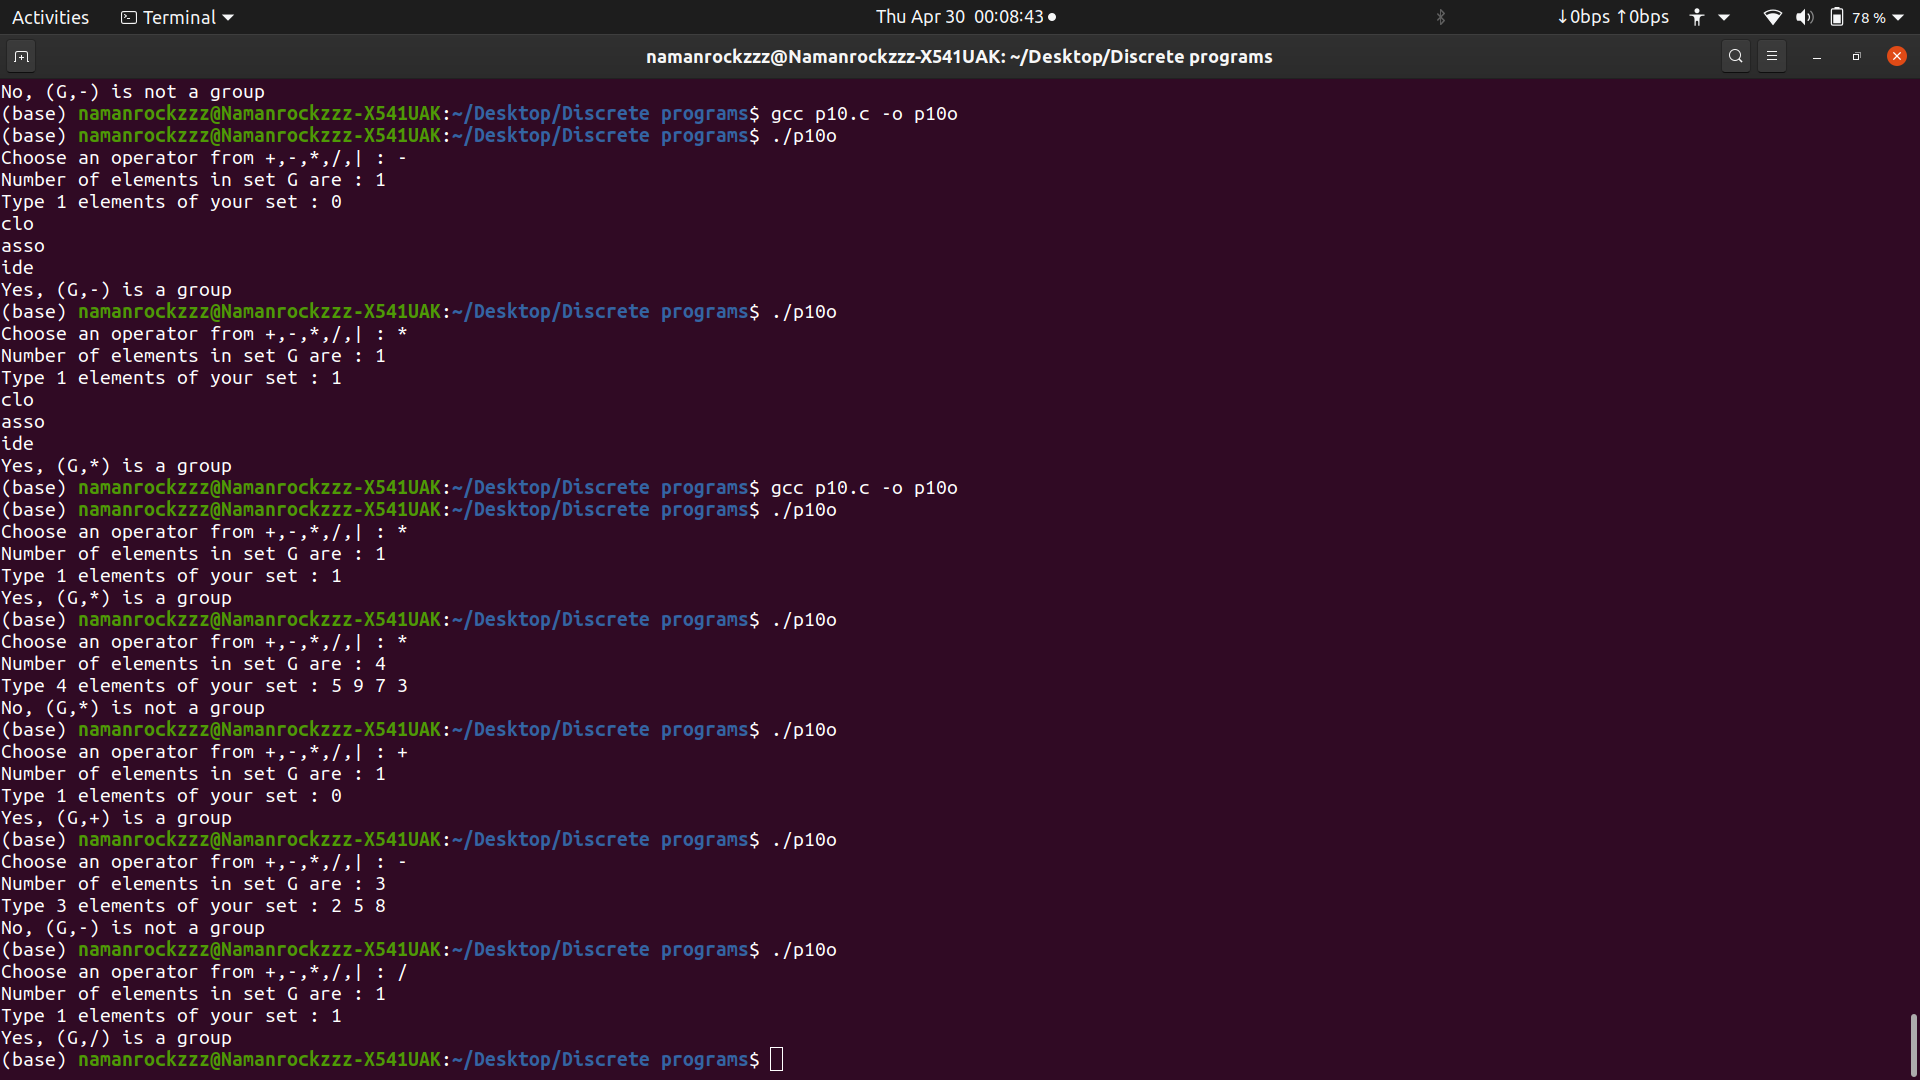 Activities Terminal Thu Apr 30 00:08:43 ↓0bps ↑0bps 78 %
namanrockzzz@Namanrockzzz-X541UAK: ~/Desktop/Discrete programs
No, (G,-) is not a group
(base) namanrockzzz@Namanrockzzz-X541UAK:~/Desktop/Discrete programs$ gcc p10.c -o p10o
(base) namanrockzzz@Namanrockzzz-X541UAK:~/Desktop/Discrete programs$ ./p10o
Choose an operator from +,-,*,/,| : -
Number of elements in set G are : 1
Type 1 elements of your set : 0
clo
asso
ide
Yes, (G,-) is a group
(base) namanrockzzz@Namanrockzzz-X541UAK:~/Desktop/Discrete programs$ ./p10o
Choose an operator from +,-,*,/,| : *
Number of elements in set G are : 1
Type 1 elements of your set : 1
clo
asso
ide
Yes, (G,*) is a group
(base) namanrockzzz@Namanrockzzz-X541UAK:~/Desktop/Discrete programs$ gcc p10.c -o p10o
(base) namanrockzzz@Namanrockzzz-X541UAK:~/Desktop/Discrete programs$ ./p10o
Choose an operator from +,-,*,/,| : *
Number of elements in set G are : 1
Type 1 elements of your set : 1
Yes, (G,*) is a group
(base) namanrockzzz@Namanrockzzz-X541UAK:~/Desktop/Discrete programs$ ./p10o
Choose an operator from +,-,*,/,| : *
Number of elements in set G are : 4
Type 4 elements of your set : 5 9 7 3
No, (G,*) is not a group
(base) namanrockzzz@Namanrockzzz-X541UAK:~/Desktop/Discrete programs$ ./p10o
Choose an operator from +,-,*,/,| : +
Number of elements in set G are : 1
Type 1 elements of your set : 0
Yes, (G,+) is a group
(base) namanrockzzz@Namanrockzzz-X541UAK:~/Desktop/Discrete programs$ ./p10o
Choose an operator from +,-,*,/,| : -
Number of elements in set G are : 3
Type 3 elements of your set : 2 5 8
No, (G,-) is not a group
(base) namanrockzzz@Namanrockzzz-X541UAK:~/Desktop/Discrete programs$ ./p10o
Choose an operator from +,-,*,/,| : /
Number of elements in set G are : 1
Type 1 elements of your set : 1
Yes, (G,/) is a group
(base) namanrockzzz@Namanrockzzz-X541UAK:~/Desktop/Discrete programs$